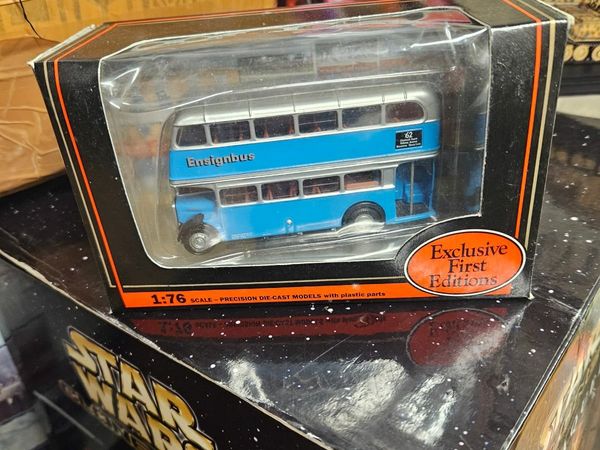 Ensignbus
62
Exclusive
First
Editions
1:76 SCALE – PRECISION DIE-CAST MODELS with plastic parts
STAR
WARS